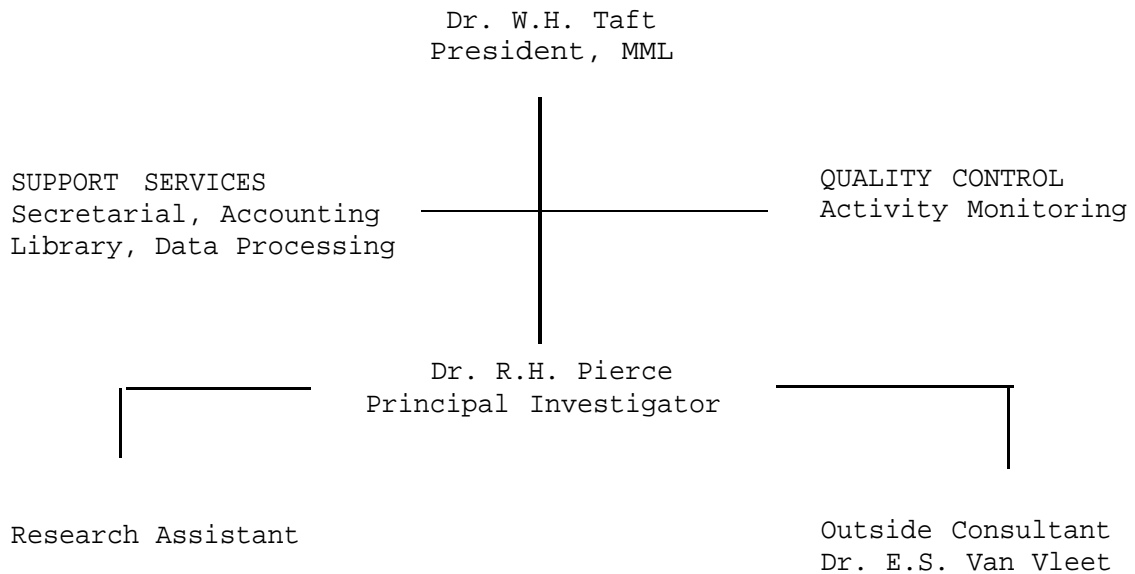 Dr. W.H. Taft
President, MML
SUPPORT SERVICES
Secretarial, Accounting
Library, Data Processing
QUALITY CONTROL
Activity Monitoring
Dr. R.H. Pierce
Principal Investigator
Research Assistant
Outside Consultant
Dr. E.S. Van Vleet